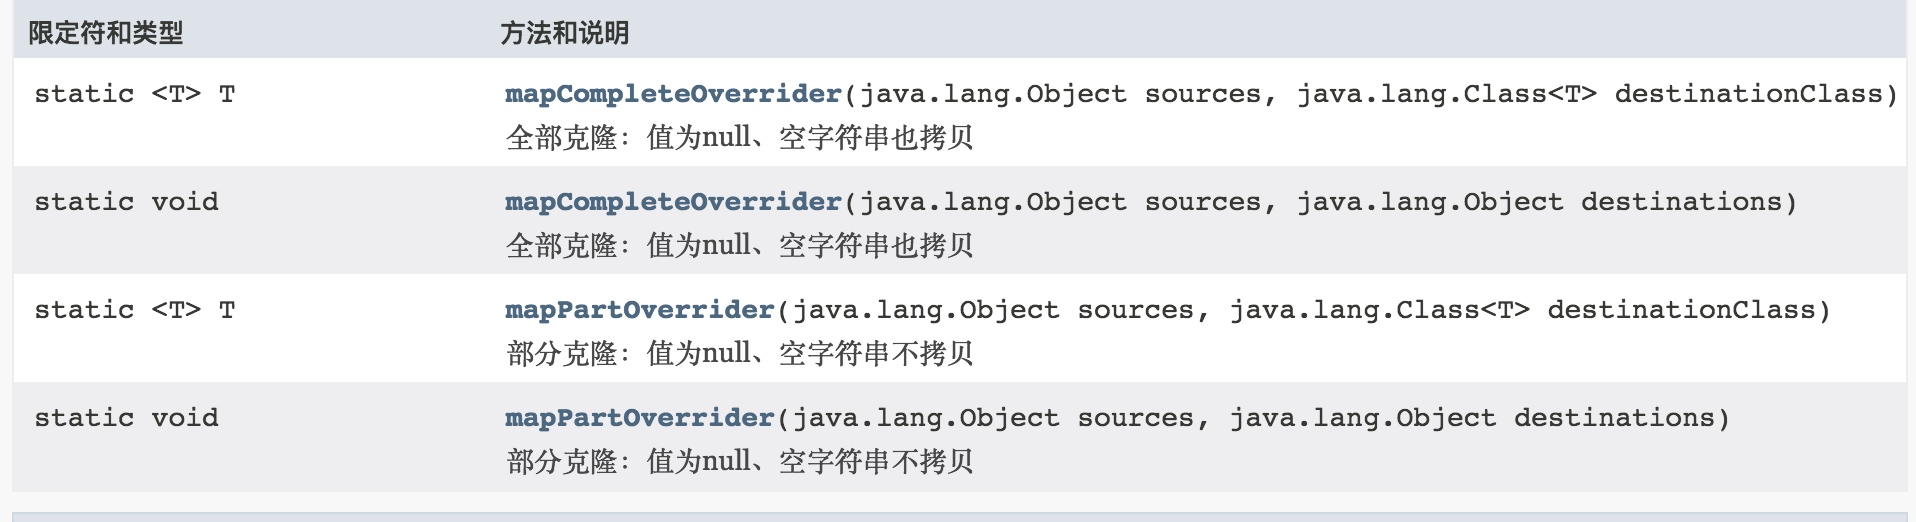 限定符和类型 方法和说明
static <T> T mapCompleteOverrider(java.lang.Object sources, java.lang.Class<T> destinationClass)
全部克隆：值为null、空字符串也拷贝
static void mapCompleteOverrider(java.lang.Object sources, java.lang.Object destinations)
全部克隆：值为null、空字符串也拷贝
static <T> T mapPartOverrider(java.lang.Object sources, java.lang.Class<T> destinationClass)
部分克隆：值为null、空字符串不拷贝
static void mapPartOverrider(java.lang.Object sources, java.lang.Object destinations)
部分克隆：值为null、空字符串不拷贝